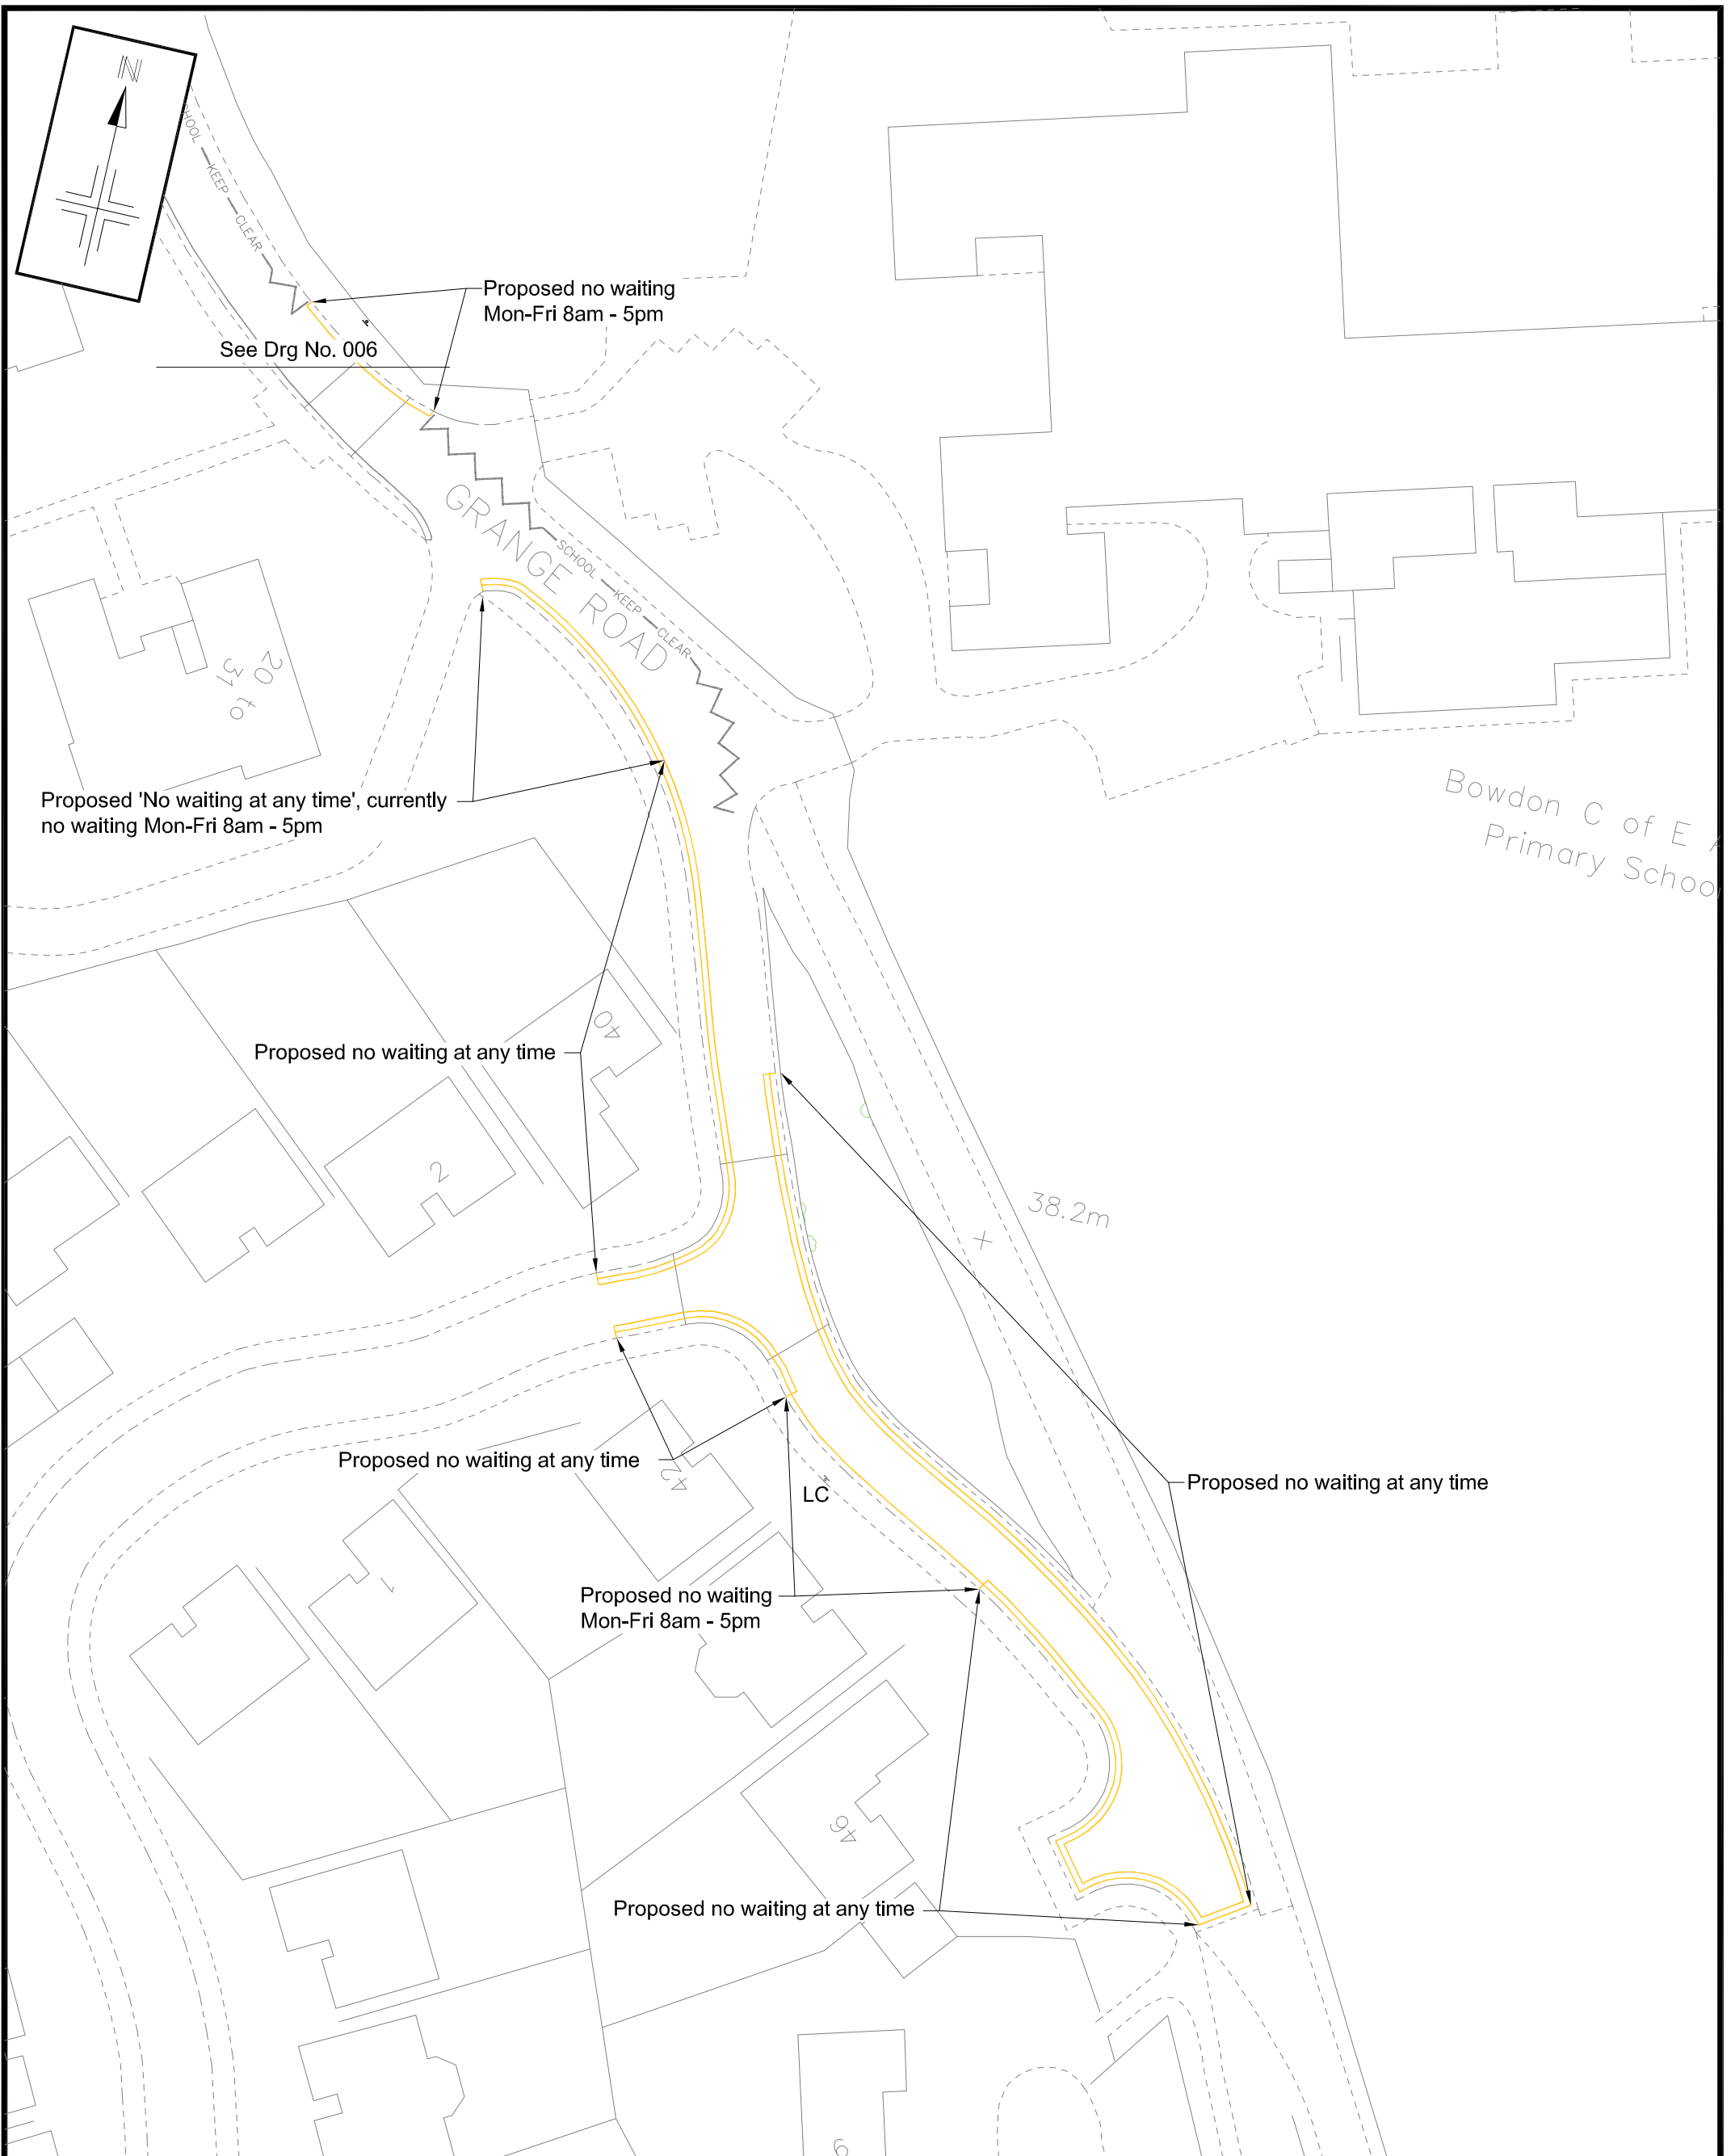 N
SCHOOL KEEP CLEAR
Proposed no waiting
Mon-Fri 8am - 5pm
See Drg No. 006
GRANGE ROAD
SCHOOL KEEP CLEAR
20
to
31
Proposed 'No waiting at any time', currently
no waiting Mon-Fri 8am - 5pm
Bowdon C of E
Primary School
40
Proposed no waiting at any time
2
38.2m
Proposed no waiting at any time
42
LC
Proposed no waiting at any time
1
Proposed no waiting
Mon-Fri 8am - 5pm
46
Proposed no waiting at any time